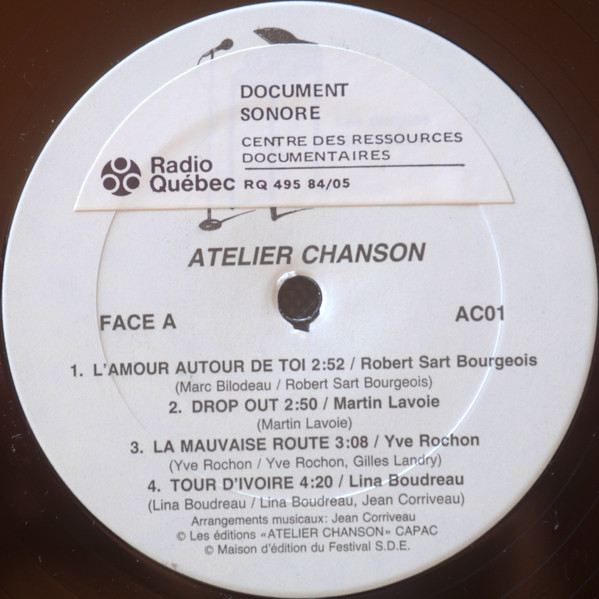 DOCUMENT
SONORE
CENTRE DES RESSOURCES
DOCUMENTAIRES
Radio
Québec
RQ 495 84/05
ATELIER CHANSON
FACE A
AC01
1. L'AMOUR AUTOUR DE TOI 2:52 / Robert Sart Bourgeois
(Marc Bilodeau / Robert Sart Bourgeois)
2. DROP OUT 2:50 / Martin Lavoie
(Martin Lavoie)
3. LA MAUVAISE ROUTE 3:08 / Yve Rochon
(Yve Rochon / Yve Rochon, Gilles Landry)
4. TOUR D'IVOIRE 4:20 / Lina Boudreau
(Lina Boudreau / Lina Boudreau, Jean Corriveau)
Arrangements musicaux: Jean Corriveau
© Les éditions «ATELIER CHANSON» CAPAC
© Maison d'édition du Festival S.D.E.